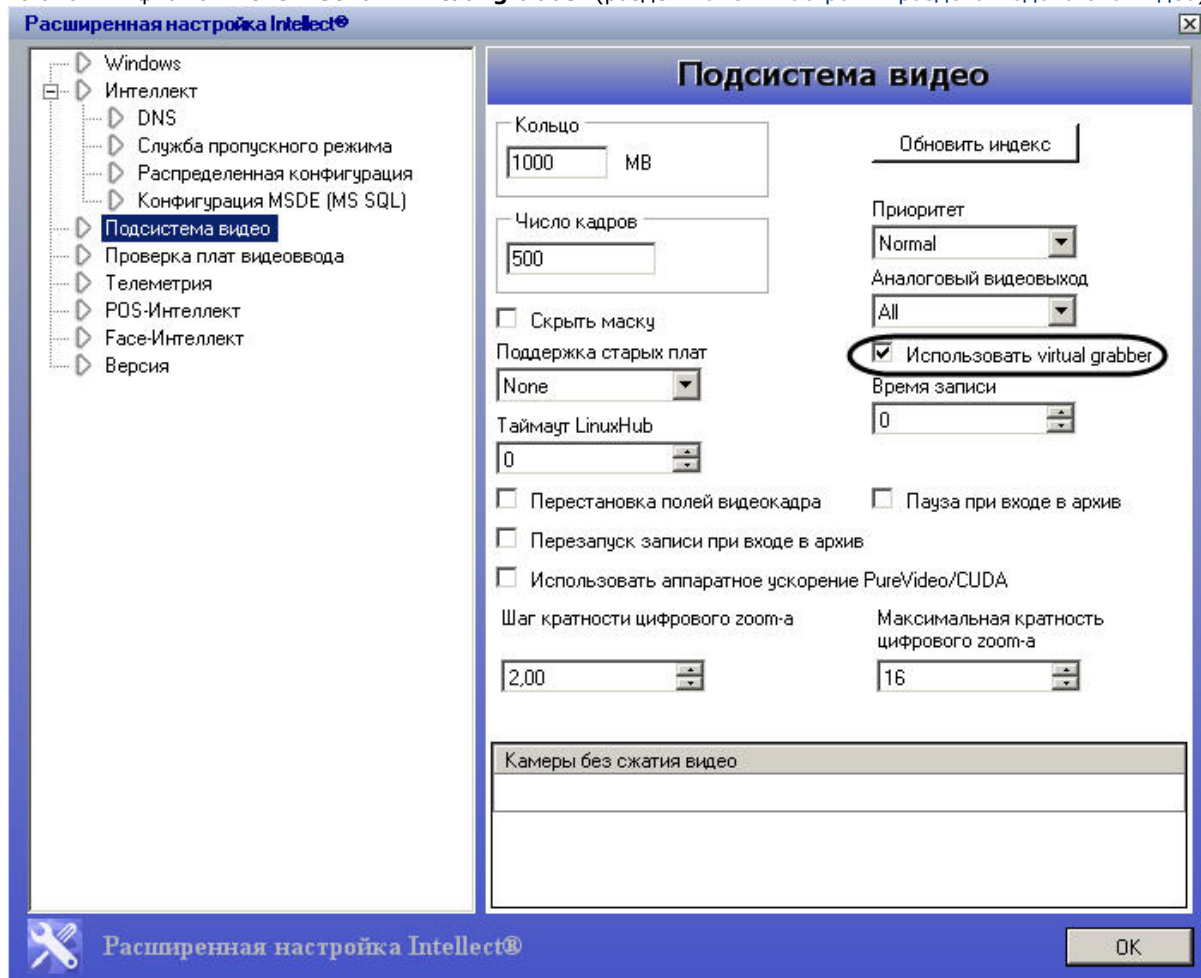 Расширенная настройка Intellect®
Windows
Интеллект
DNS
Служба пропускного режима
Распределенная конфигурация
Конфигурация MSDE (MS SQL)
Подсистема видео
Проверка плат видеоввода
Телеметрия
POS-Интеллект
Face-Интеллект
Версия
Подсистема видео
Кольцо
1000 MB
Обновить индекс
Число кадров
500
Приоритет
Normal
Аналоговый видеовыход
All
Скрыть маску
Использовать virtual grabber
Поддержка старых плат
None
Время записи
0
Таймаут LinuxHub
0
Перестановка полей видеокадра
Пауза при входе в архив
Перезапуск записи при входе в архив
Использовать аппаратное ускорение PureVideo/CUDA
Шаг кратности цифрового zoom-а
2,00
Максимальная кратность
цифрового zoom-а
16
Камеры без сжатия видео
Расширенная настройка Intellect®
OK